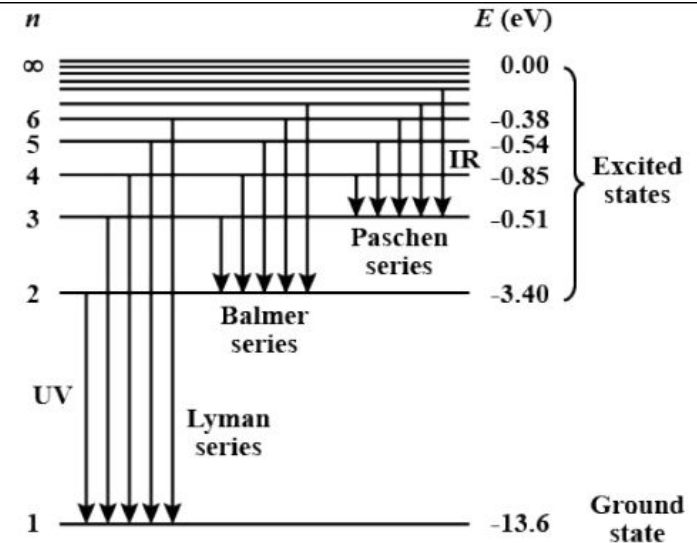 n E (eV)
∞ 0.00
6 -0.38
5 -0.54
IR
4 -0.85
Excited
states
3 -0.51
Paschen
series
2 -3.40
Balmer
series
UV
Lyman
series
1 -13.6
Ground
state